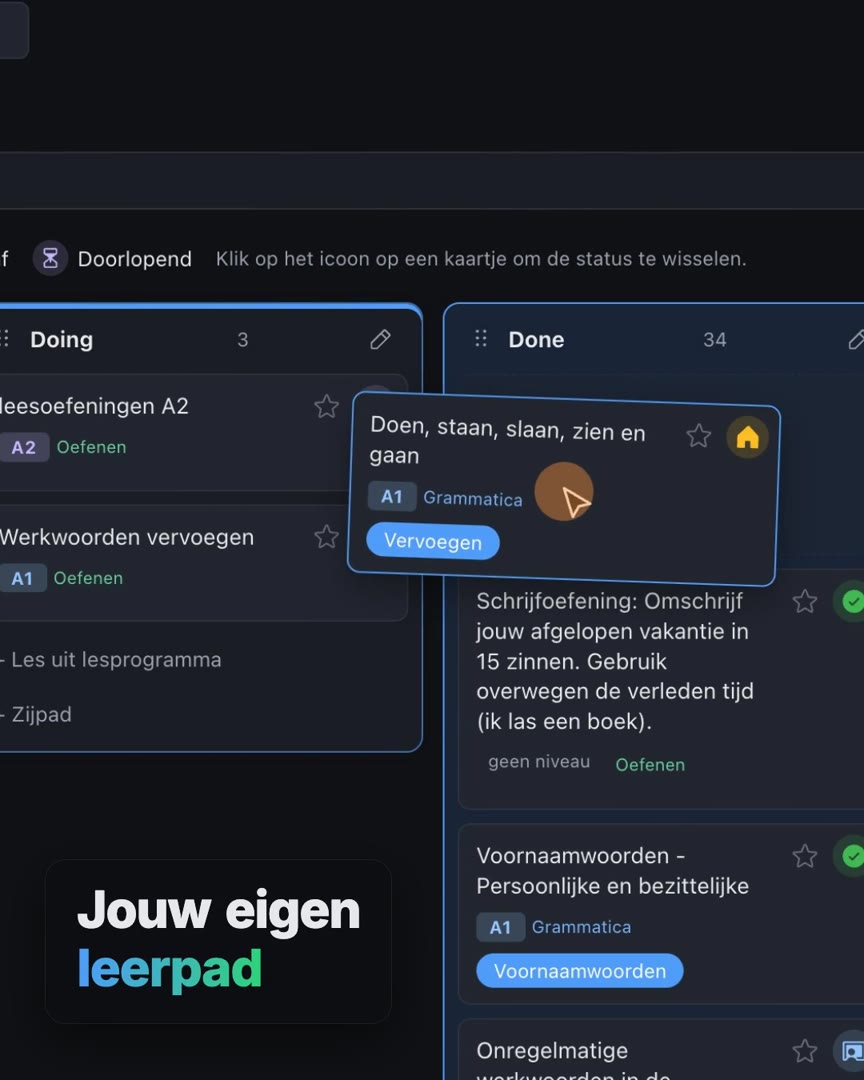 f
Doorlopend
Klik op het icoon op een kaartje om de status te wisselen.
Doing
3
leesoefeningen A2
A2
Oefenen
Werkwoorden vervoegen
A1
Oefenen
Les uit lesprogramma
Zijpad
Done
34
Doen, staan, slaan, zien en
gaan
A1
Grammatica
Vervoegen
Schrijfoefening: Omschrijf
jouw afgelopen vakantie in
15 zinnen. Gebruik
overwegen de verleden tijd
(ik las een boek).
geen niveau
Oefenen
Voornaamwoorden -
Persoonlijke en bezittelijke
A1
Grammatica
Voornaamwoorden
Onregelmatige
werkwoorden in de
Jouw eigen
leerpad